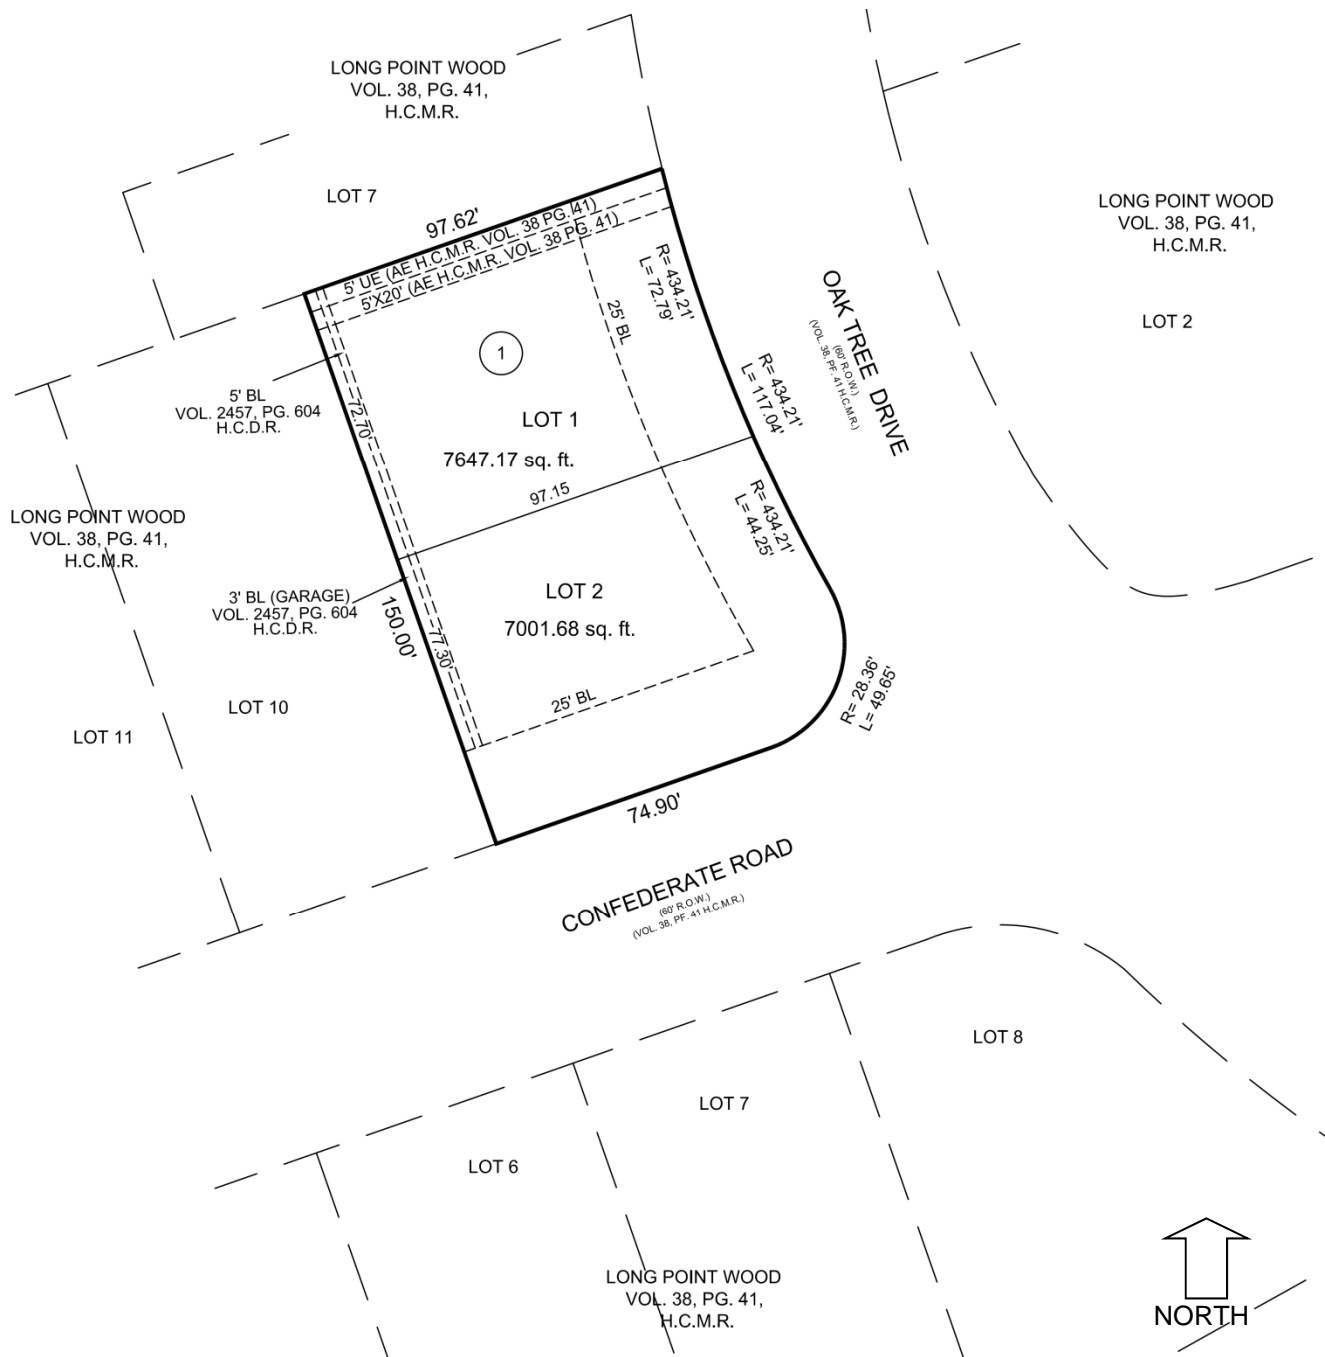 LONG POINT WOOD
VOL. 38, PG. 41,
H.C.M.R.
LOT 7
97.62'
5' UE (AE H.C.M.R. VOL. 38 PG. 41)
5'X20' (AE H.C.M.R. VOL. 38 PG. 41)
R= 434.21'
L= 72.79'
25' BL
1
LOT 1
7647.17 sq. ft.
97.15
72.70'
5' BL
VOL. 2457, PG. 604
H.C.D.R.
OAK TREE DRIVE
(60' R.O.W.)
(VOL. 38, PF. 41 H.C.M.R.)
R= 434.21'
L= 117.04'
LONG POINT WOOD
VOL. 38, PG. 41,
H.C.M.R.
LOT 2
LONG POINT WOOD
VOL. 38, PG. 41,
H.C.M.R.
R= 434.21'
L= 44.25'
3' BL (GARAGE)
VOL. 2457, PG. 604
H.C.D.R.
150.00'
77.30'
LOT 2
7001.68 sq. ft.
25' BL
R= 28.36'
L= 49.65'
LOT 10
LOT 11
74.90'
CONFEDERATE ROAD
(60' R.O.W.)
(VOL. 38, PF. 41 H.C.M.R.)
LOT 8
LOT 7
LOT 6
LONG POINT WOOD
VOL. 38, PG. 41,
H.C.M.R.
NORTH